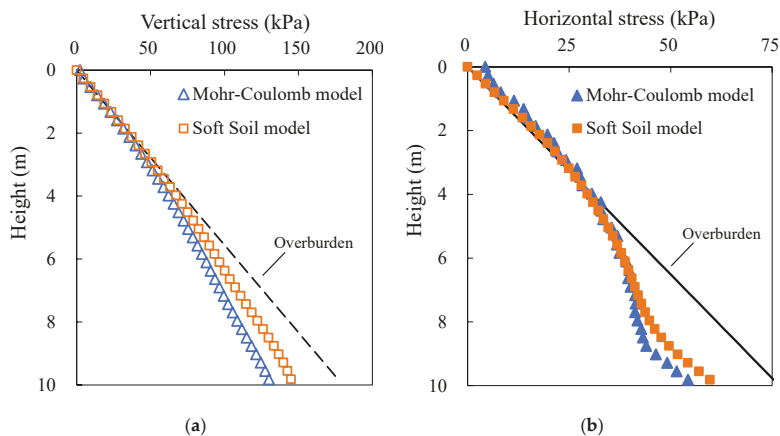 Vertical stress (kPa)
0 50 100 150 200
0
2
4
6
8
10
Height (m)
Mohr-Coulomb model
Soft Soil model
Overburden
(a)
Horizontal stress (kPa)
0 25 50 75
0
2
4
6
8
10
Height (m)
Mohr-Coulomb model
Soft Soil model
Overburden
(b)